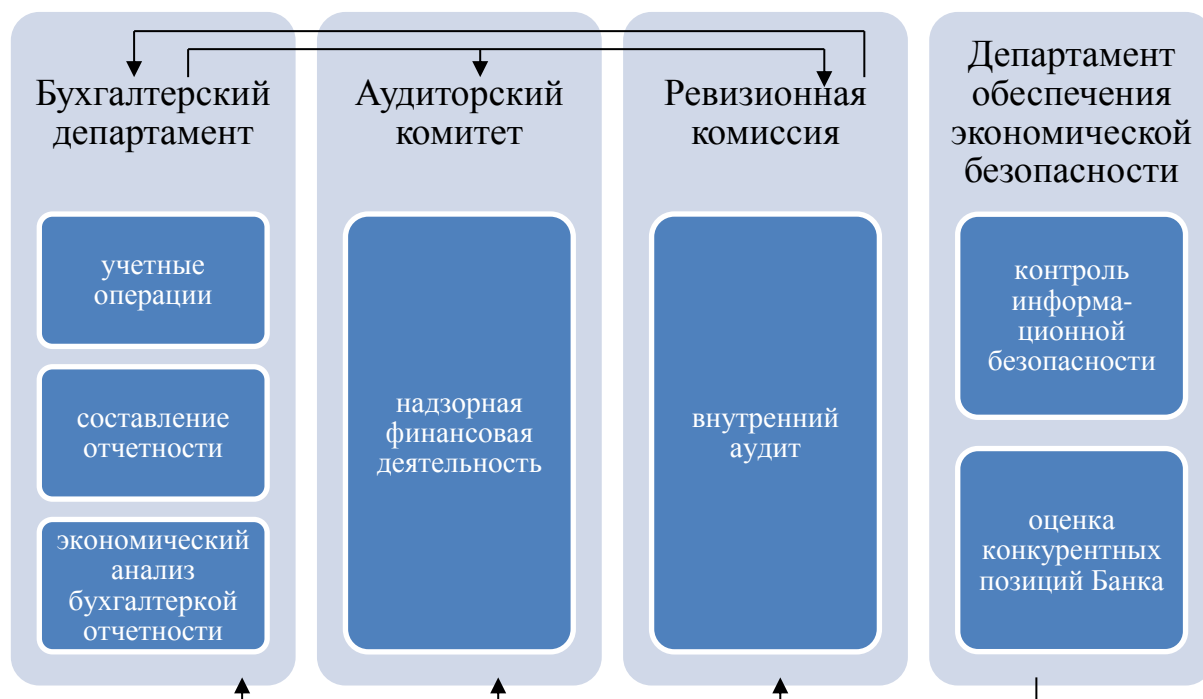 Бухгалтерский
департамент
учетные
операции
составление
отчетности
экономический
анализ
бухгалтеркой
отчетности
Аудиторский
комитет
надзорная
финансовая
деятельность
Ревизионная
комиссия
внутренний
аудит
Департамент
обеспечения
экономической
безопасности
контроль
информа-
ционной
безопасности
оценка
конкурентных
позиций Банка